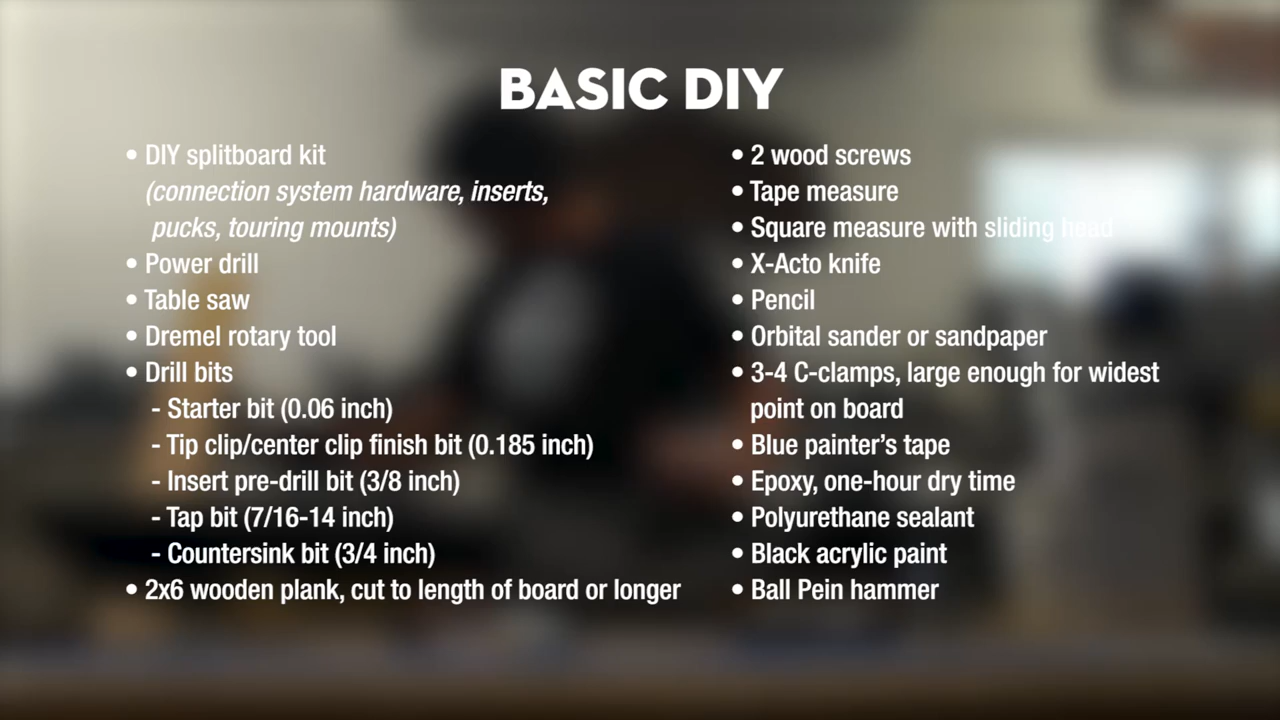 BASIC DIY
• DIY splitboard kit
(connection system hardware, inserts,
pucks, touring mounts)
• Power drill
• Table saw
• Dremel rotary tool
• Drill bits
- Starter bit (0.06 inch)
- Tip clip/center clip finish bit (0.185 inch)
- Insert pre-drill bit (3/8 inch)
- Tap bit (7/16-14 inch)
- Countersink bit (3/4 inch)
• 2x6 wooden plank, cut to length of board or longer
• 2 wood screws
• Tape measure
• Square measure with sliding head
• X-Acto knife
• Pencil
• Orbital sander or sandpaper
• 3-4 C-clamps, large enough for widest
point on board
• Blue painter's tape
• Epoxy, one-hour dry time
• Polyurethane sealant
• Black acrylic paint
• Ball Pein hammer